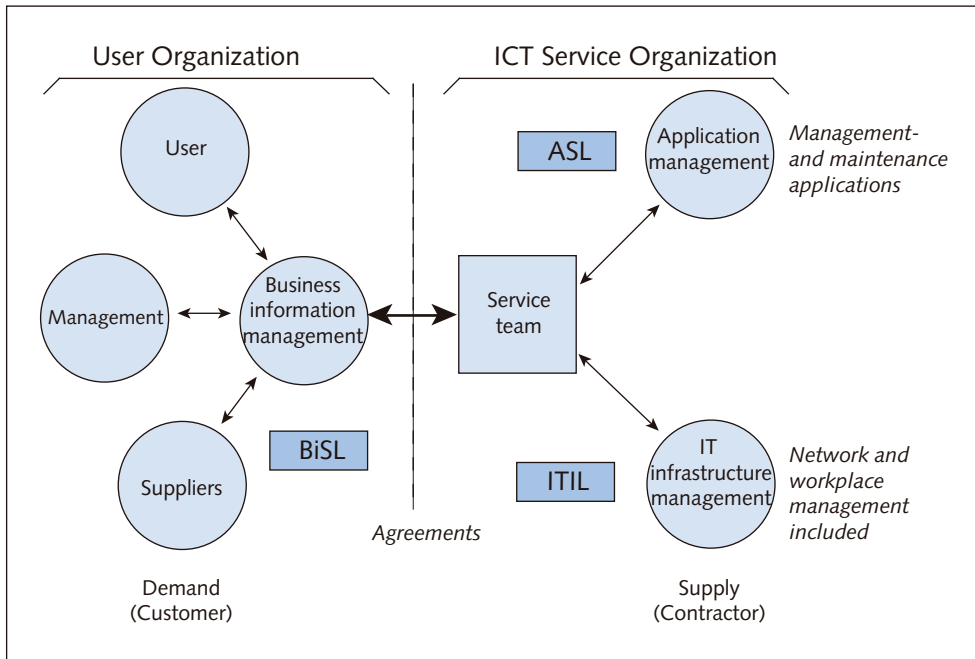 User Organization
ICT Service Organization
User
ASL
Application
management
Management-
and maintenance
applications
Management
Business
information
management
Service
team
Suppliers
BiSL
ITIL
IT
infrastructure
management
Network and
workplace
management
included
Agreements
Demand
(Customer)
Supply
(Contractor)